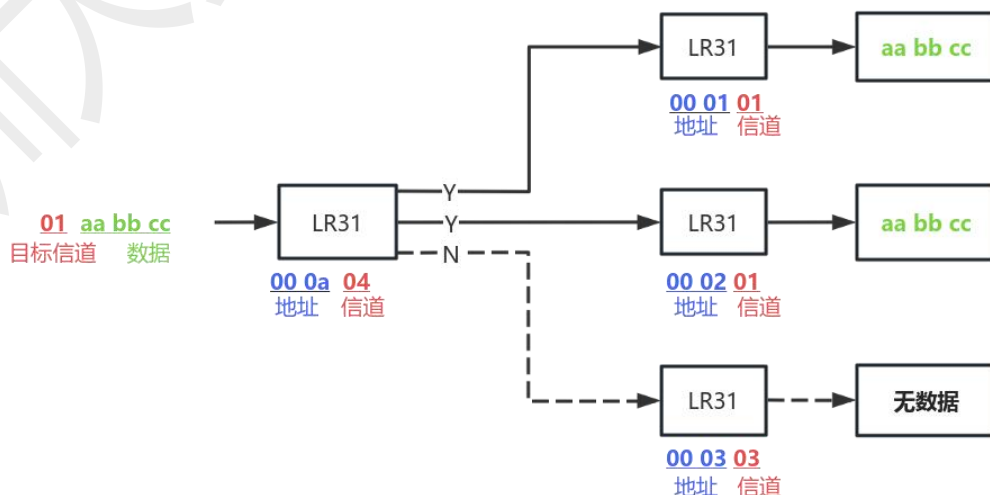 LR31
aa bb cc
00 01 01
地址 信道
Y
01 aa bb cc
目标信道 数据
LR31
Y
LR31
aa bb cc
N
00 0a 04
地址 信道
00 02 01
地址 信道
LR31
无数据
00 03 03
地址 信道